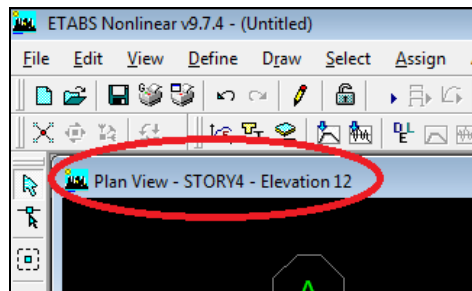 ETABS Nonlinear v9.7.4 - (Untitled)
File Edit View Define Draw Select Assign
Plan View - STORY4 - Elevation 12
A